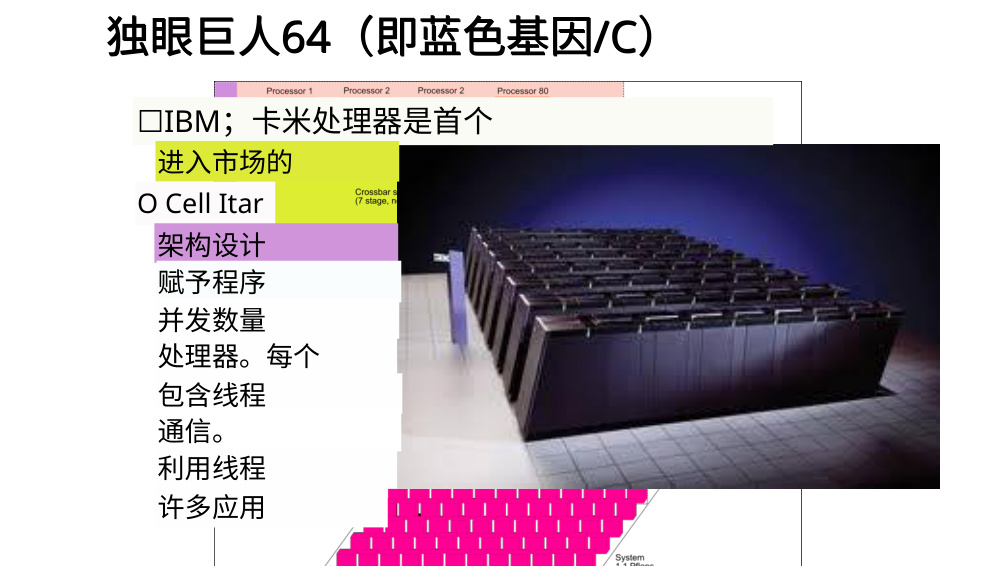 独眼巨人64（即蓝色基因/C）
Processor 1 Processor 2 Processor 2 Processor 80
□IBM；卡米处理器是首个
进入市场的
O Cell Itar
Crossbar
(7 stage,
架构设计
赋予程序
并发数量
处理器。每个
包含线程
通信。
利用线程
许多应用
System
1.1 Pflops